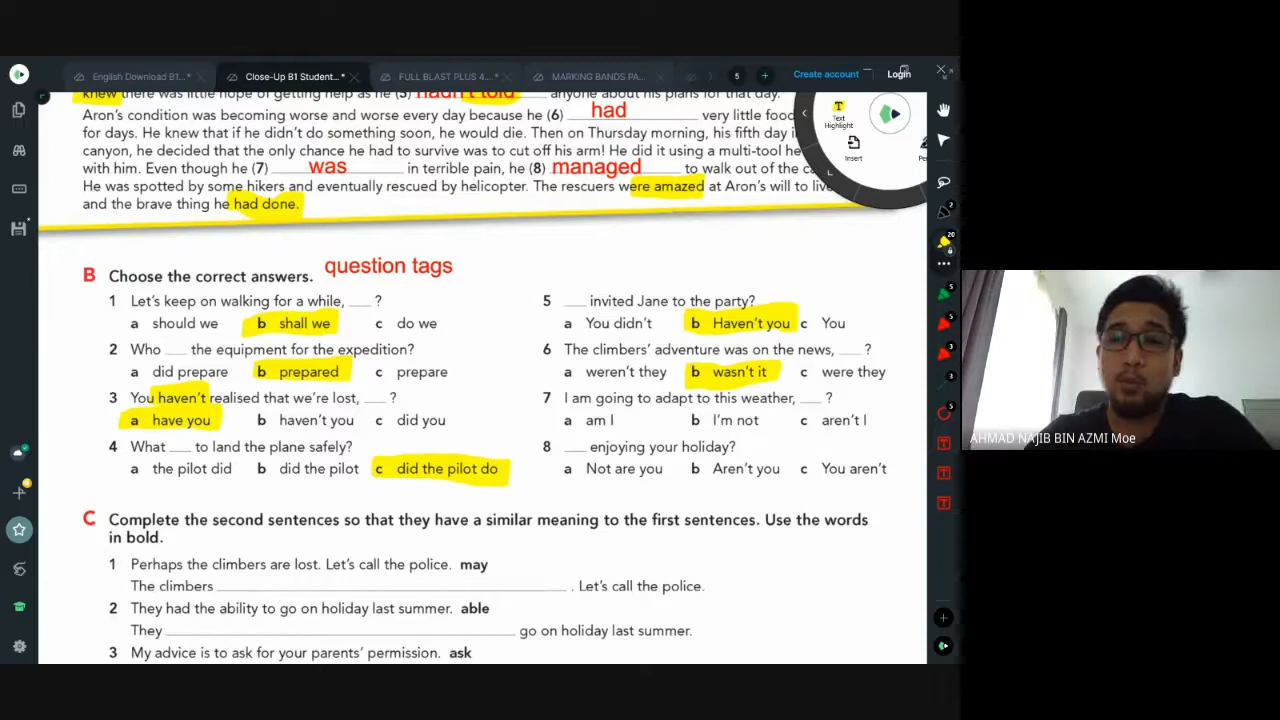 English Download B1...*
Close-Up B1 Student...*
FULL BLAST PLUS 4....*
MARKING BANDS PA...
5
Create account
Login
knew there was little hope of getting help as he (5) hadn't told anyone about his plans for that day.
Aron's condition was becoming worse and worse every day because he (6) had very little food
for days. He knew that if he didn't do something soon, he would die. Then on Thursday morning, his fifth day i
canyon, he decided that the only chance he had to survive was to cut off his arm! He did it using a multi-tool he
with him. Even though he (7) was in terrible pain, he (8) managed to walk out of the ca
He was spotted by some hikers and eventually rescued by helicopter. The rescuers were amazed at Aron's will to live
and the brave thing he had done.
Text
Highlight
Insert
Pe
B Choose the correct answers. question tags
1 Let's keep on walking for a while, ___ ?
a should we b shall we c do we
2 Who ___ the equipment for the expedition?
a did prepare b prepared c prepare
3 You haven't realised that we're lost, ___ ?
a have you b haven't you c did you
4 What ___ to land the plane safely?
a the pilot did b did the pilot c did the pilot do
5 ___ invited Jane to the party?
a You didn't b Haven't you c You
6 The climbers' adventure was on the news, ___ ?
a weren't they b wasn't it c were they
7 I am going to adapt to this weather, ___ ?
a am I b I'm not c aren't I
8 ___ enjoying your holiday?
a Not are you b Aren't you c You aren't
C Complete the second sentences so that they have a similar meaning to the first sentences. Use the words
in bold.
1 Perhaps the climbers are lost. Let's call the police. may
The climbers ___ . Let's call the police.
2 They had the ability to go on holiday last summer. able
They ___ go on holiday last summer.
3 My advice is to ask for your parents' permission. ask
2
20
5
5
3
3
5
AHMAD NAJIB BIN AZMI Moe